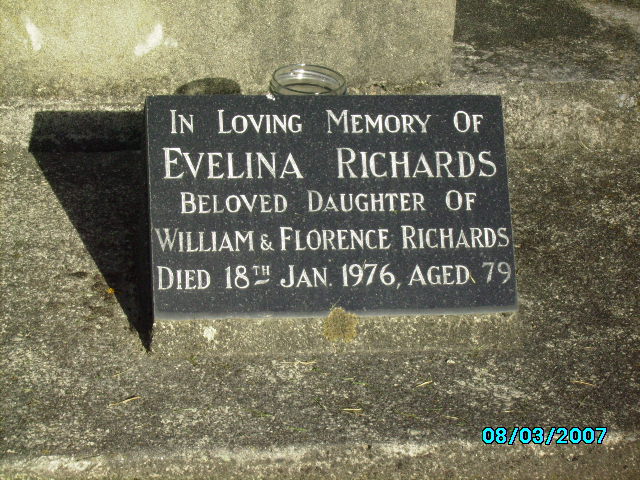 In Loving Memory Of
Evelina Richards
Beloved Daughter Of
William & Florence Richards
Died 18TH Jan. 1976, Aged 79
08/03/2007